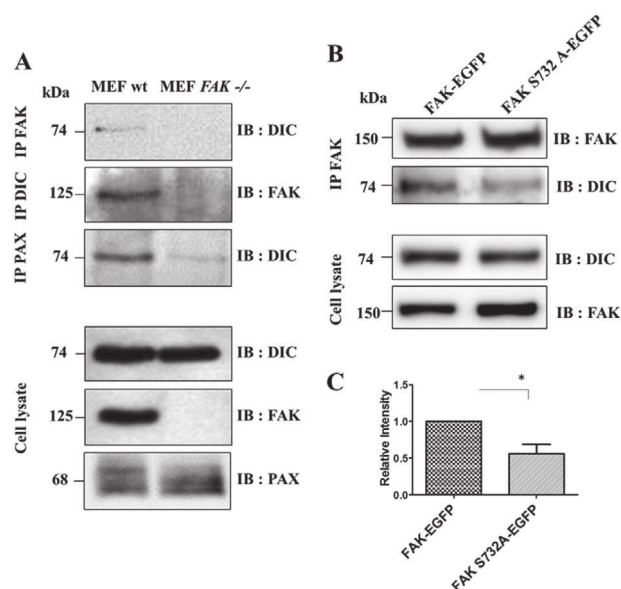 A
MEF wt MEF FAK -/-
kDa
IP FAK
74
IB : DIC
IP DIC
125
IB : FAK
IP PAX
74
IB : DIC
Cell lysate
74
IB : DIC
125
IB : FAK
68
IB : PAX
B
FAK-EGFP
FAK S732 A-EGFP
kDa
IP FAK
150
IB : FAK
74
IB : DIC
Cell lysate
74
IB : DIC
150
IB : FAK
C
*
Relative Intensity
1.5
1.0
0.5
0.0
FAK-EGFP
FAK S732A-EGFP